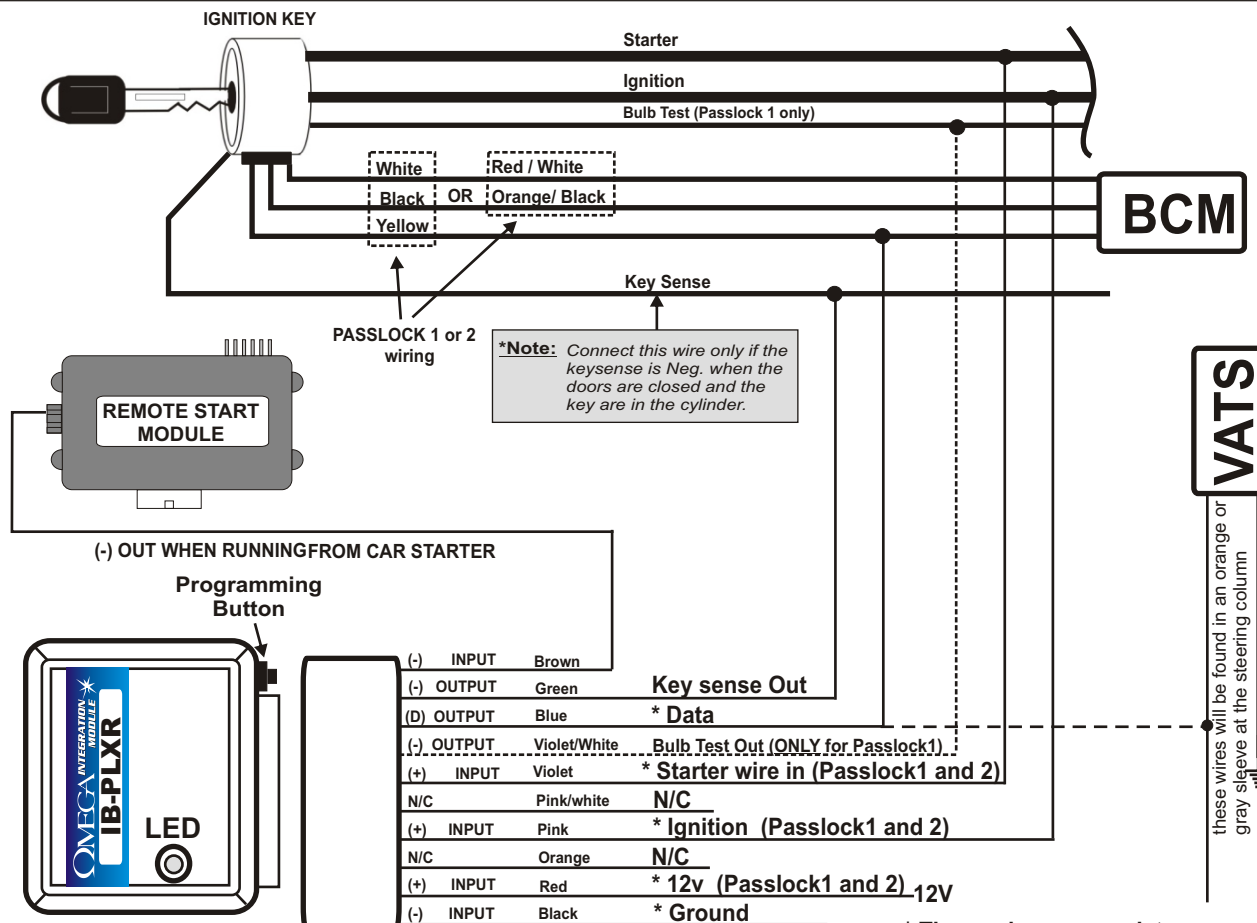 IGNITION KEY
Starter
Ignition
Bulb Test (Passlock 1 only)
White
Red / White
Black
OR
Orange/ Black
Yellow
BCM
Key Sense
PASSLOCK 1 or 2
wiring
*Note: Connect this wire only if the
keysense is Neg. when the
doors are closed and the
key are in the cylinder.
REMOTE START
MODULE
VATS
these wires will be found in an orange or
gray sleeve at the steering column
(-) OUT WHEN RUNNINGFROM CAR STARTER
Programming
Button
OMEGA INTEGRATION
MODULE
IB-PLXR
LED
(-) INPUT Brown
(-) OUTPUT Green Key sense Out
(D) OUTPUT Blue * Data
(-) OUTPUT Violet/White Bulb Test Out (ONLY for Passlock1)
(+) INPUT Violet * Starter wire in (Passlock1 and 2)
N/C Pink/white N/C
(+) INPUT Pink * Ignition (Passlock1 and 2)
N/C Orange N/C
(+) INPUT Red * 12v (Passlock1 and 2) 12V
(-) INPUT Black * Ground